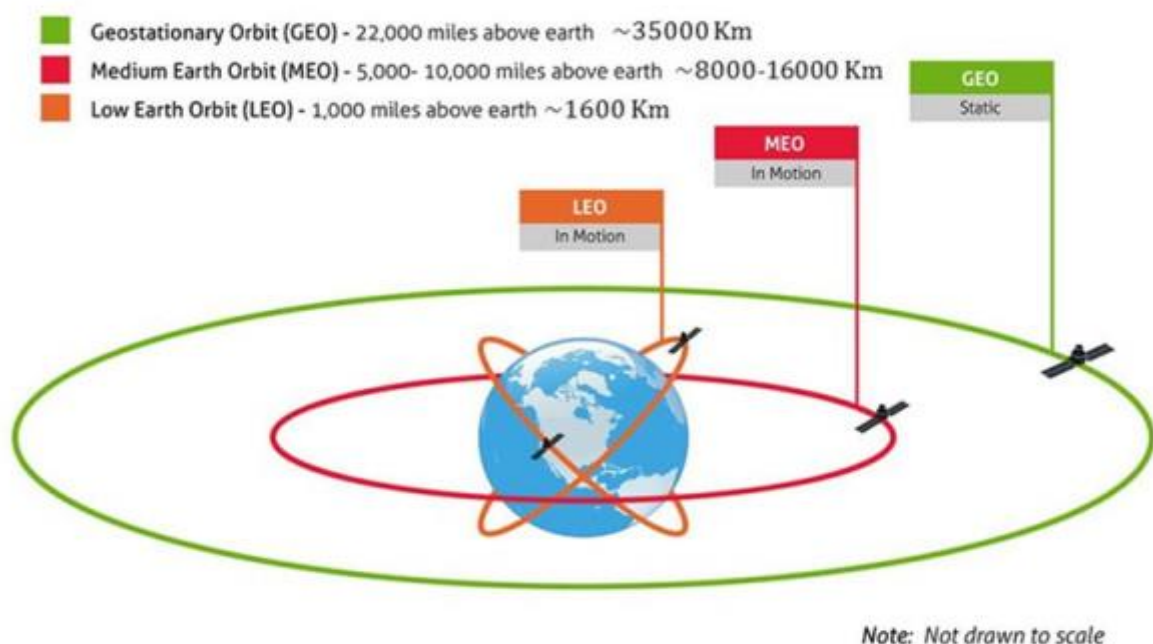 Geostationary Orbit (GEO) - 22,000 miles above earth ~35000 Km
Medium Earth Orbit (MEO) - 5,000- 10,000 miles above earth ~8000-16000 Km
Low Earth Orbit (LEO) - 1,000 miles above earth ~1600 Km
GEO
Static
MEO
In Motion
LEO
In Motion
Note: Not drawn to scale